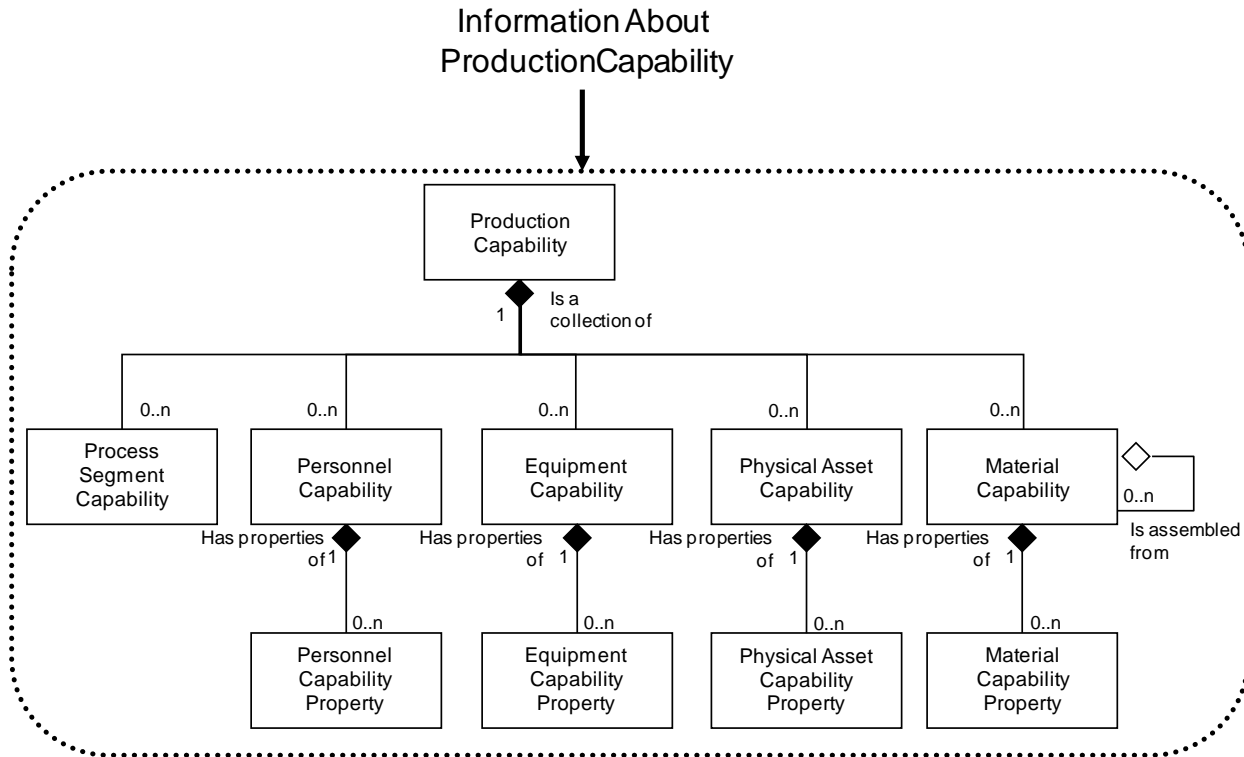 Information About
ProductionCapability
Production
Capability
1
Is a
collection of
0..n
0..n
0..n
0..n
0..n
Process
Segment
Capability
Personnel
Capability
Equipment
Capability
Physical Asset
Capability
Material
Capability
0..n
Is assembled
from
Has properties
of
1
Has properties
of
1
Has properties
of
1
Has properties
of
1
0..n
0..n
0..n
0..n
Personnel
Capability
Property
Equipment
Capability
Property
Physical Asset
Capability
Property
Material
Capability
Property